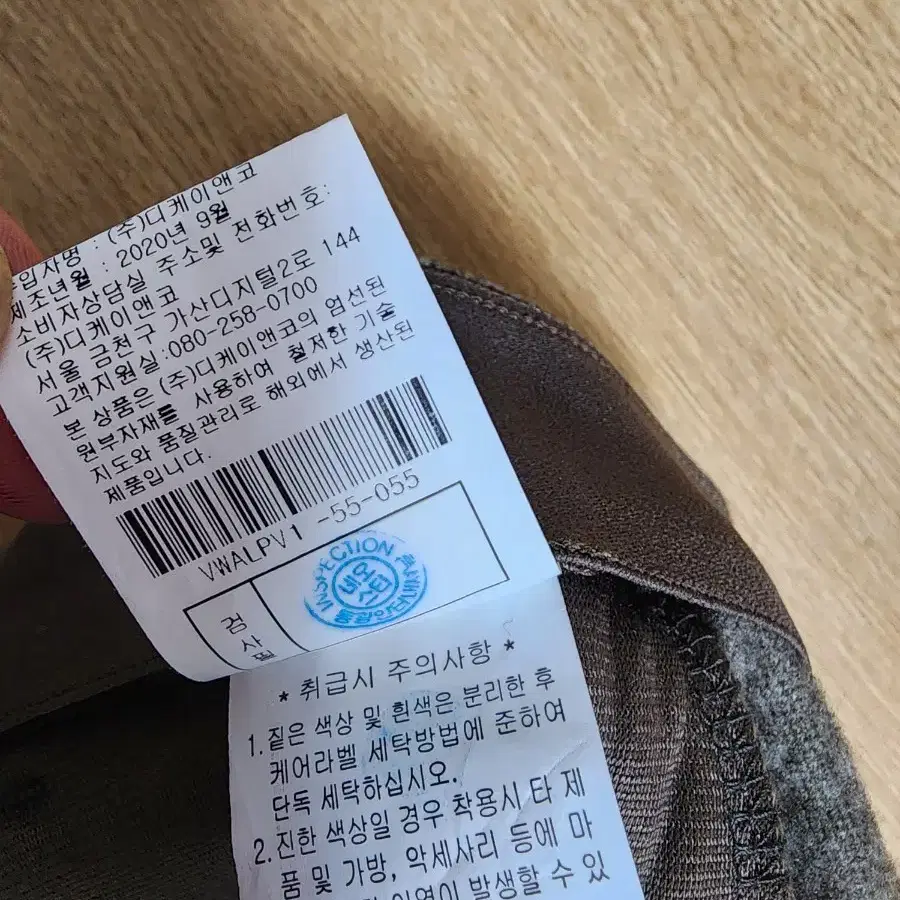 입자명 : (주)디케이앤코
제조년월 : 2020년 9월
소비자상담실 주소및 전화번호:
(주)디케이앤코
서울 금천구 가산디지털2로 144
고객지원실:080-258-0700
본 상품은 (주)디케이앤코의 엄선된
원부자재를 사용하여 철저한 기술
지도와 품질관리로 해외에서 생산된
제품입니다.
VWALPV1 -55-055
검사필
INSPECTION
* 취급시 주의사항 *
1. 짙은 색상 및 흰색은 분리한 후
케어라벨 세탁방법에 준하여
단독 세탁하십시오.
2. 진한 색상일 경우 착용시 타 제
품 및 가방, 악세사리 등에 마
이염이 발생할 수 있